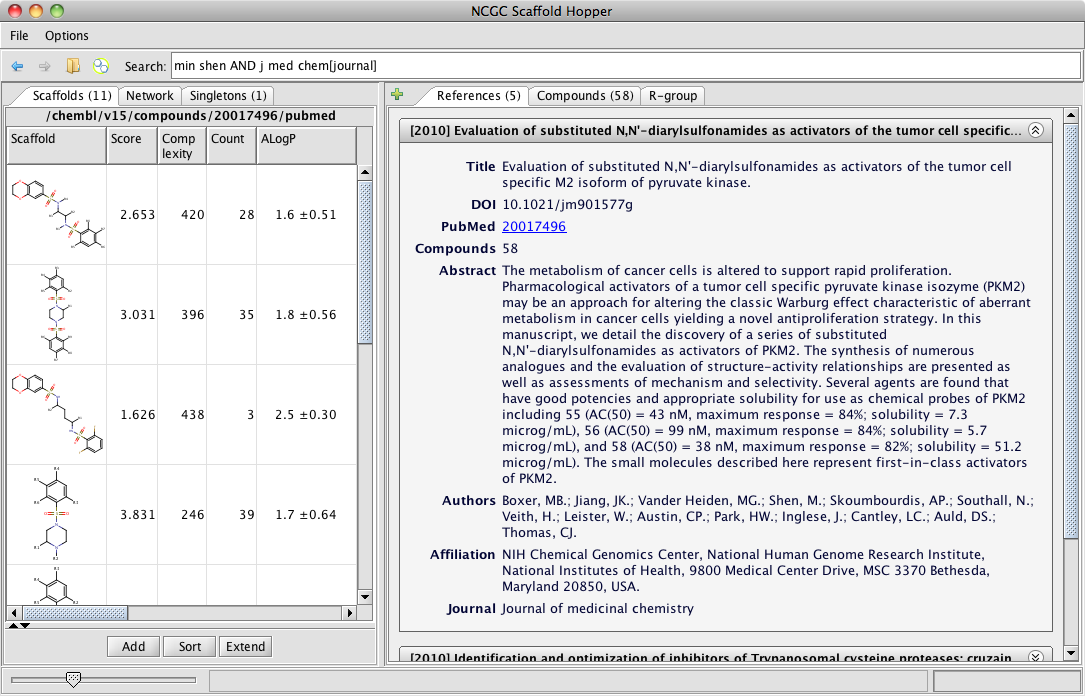 NCGC Scaffold Hopper
File Options
Search: min shen AND j med chem[journal]
Scaffolds (11) Network Singletons (1)
/chembl/v15/compounds/20017496/pubmed
Scaffold Score Comp lexity Count ALogP
2.653 420 28 1.6 ±0.51
3.031 396 35 1.8 ±0.56
1.626 438 3 2.5 ±0.30
3.831 246 39 1.7 ±0.64
Add Sort Extend
References (5) Compounds (58) R-group
[2010] Evaluation of substituted N,N'-diarylsulfonamides as activators of the tumor cell specific...
Title Evaluation of substituted N,N'-diarylsulfonamides as activators of the tumor cell
specific M2 isoform of pyruvate kinase.
DOI 10.1021/jm901577g
PubMed 20017496
Compounds 58
Abstract The metabolism of cancer cells is altered to support rapid proliferation.
Pharmacological activators of a tumor cell specific pyruvate kinase isozyme (PKM2)
may be an approach for altering the classic Warburg effect characteristic of aberrant
metabolism in cancer cells yielding a novel antiproliferation strategy. In this
manuscript, we detail the discovery of a series of substituted
N,N'-diarylsulfonamides as activators of PKM2. The synthesis of numerous
analogues and the evaluation of structure-activity relationships are presented as
well as assessments of mechanism and selectivity. Several agents are found that
have good potencies and appropriate solubility for use as chemical probes of PKM2
including 55 (AC(50) = 43 nM, maximum response = 84%; solubility = 7.3
microg/mL), 56 (AC(50) = 99 nM, maximum response = 84%; solubility = 5.7
microg/mL), and 58 (AC(50) = 38 nM, maximum response = 82%; solubility = 51.2
microg/mL). The small molecules described here represent first-in-class activators
of PKM2.
Authors Boxer, MB.; Jiang, JK.; Vander Heiden, MG.; Shen, M.; Skoumbourdis, AP.; Southall, N.;
Veith, H.; Leister, W.; Austin, CP.; Park, HW.; Inglese, J.; Cantley, LC.; Auld, DS.;
Thomas, CJ.
Affiliation NIH Chemical Genomics Center, National Human Genome Research Institute,
National Institutes of Health, 9800 Medical Center Drive, MSC 3370 Bethesda,
Maryland 20850, USA.
Journal Journal of medicinal chemistry
[2010] Identification and optimization of inhibitors of Trypanosomal cysteine proteases: cruzain,